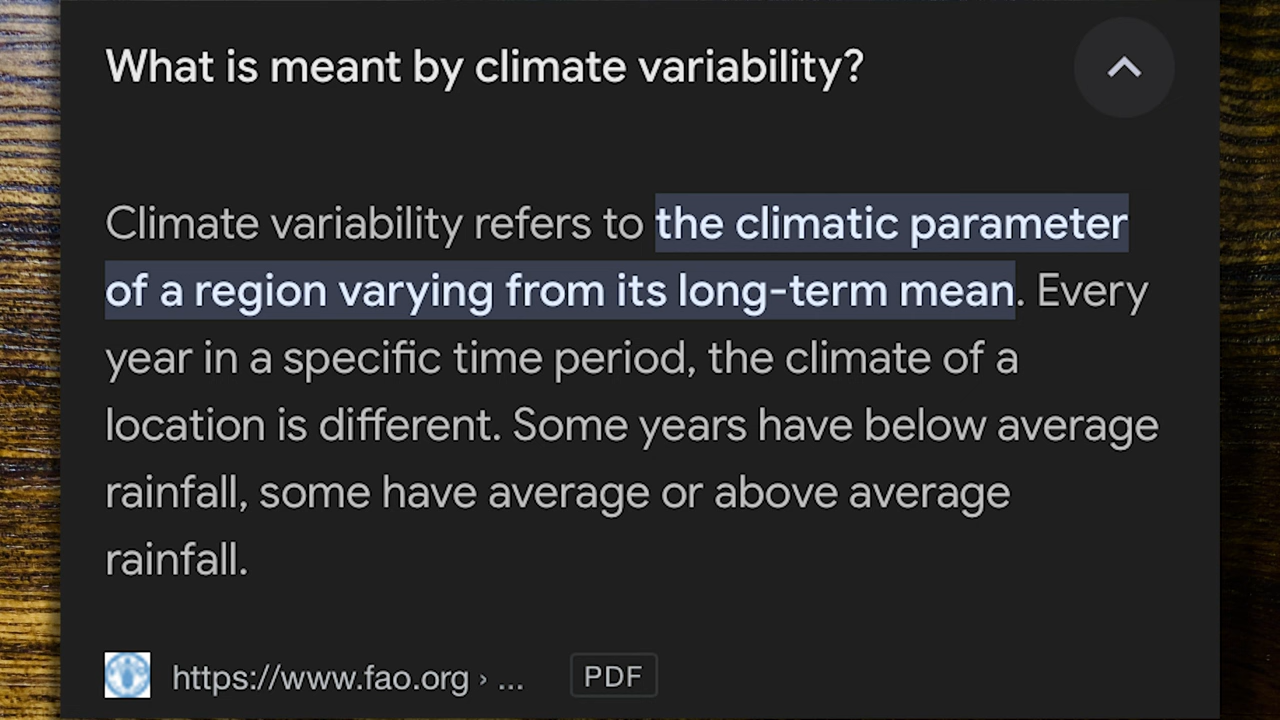 What is meant by climate variability?
Climate variability refers to the climatic parameter
of a region varying from its long-term mean. Every
year in a specific time period, the climate of a
location is different. Some years have below average
rainfall, some have average or above average
rainfall.
https://www.fao.org › ... PDF